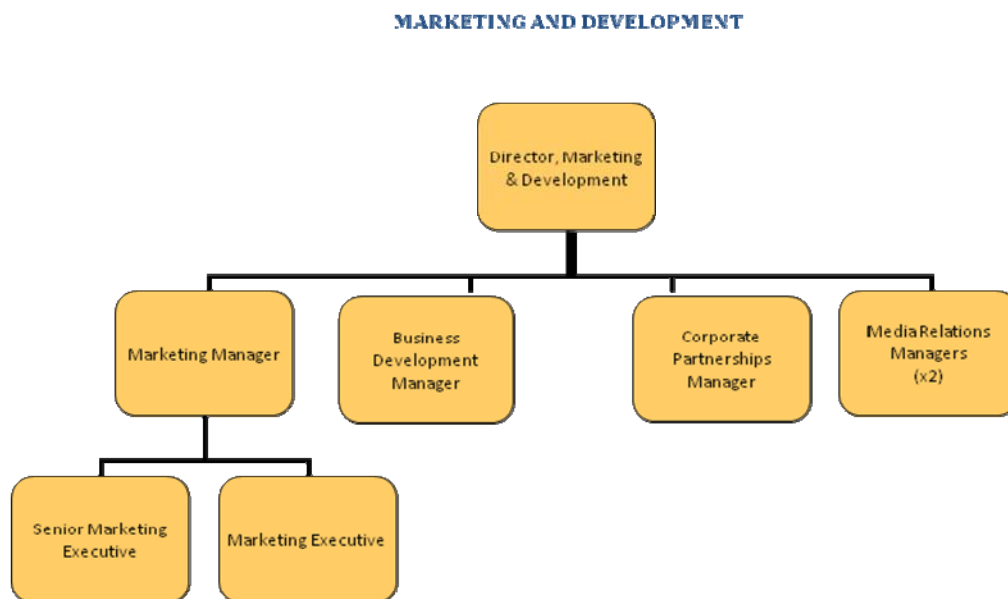 MARKETING AND DEVELOPMENT
Director, Marketing
& Development
Marketing Manager
Business
Development
Manager
Corporate
Partnerships
Manager
Media Relations
Managers
(x2)
Senior Marketing
Executive
Marketing Executive